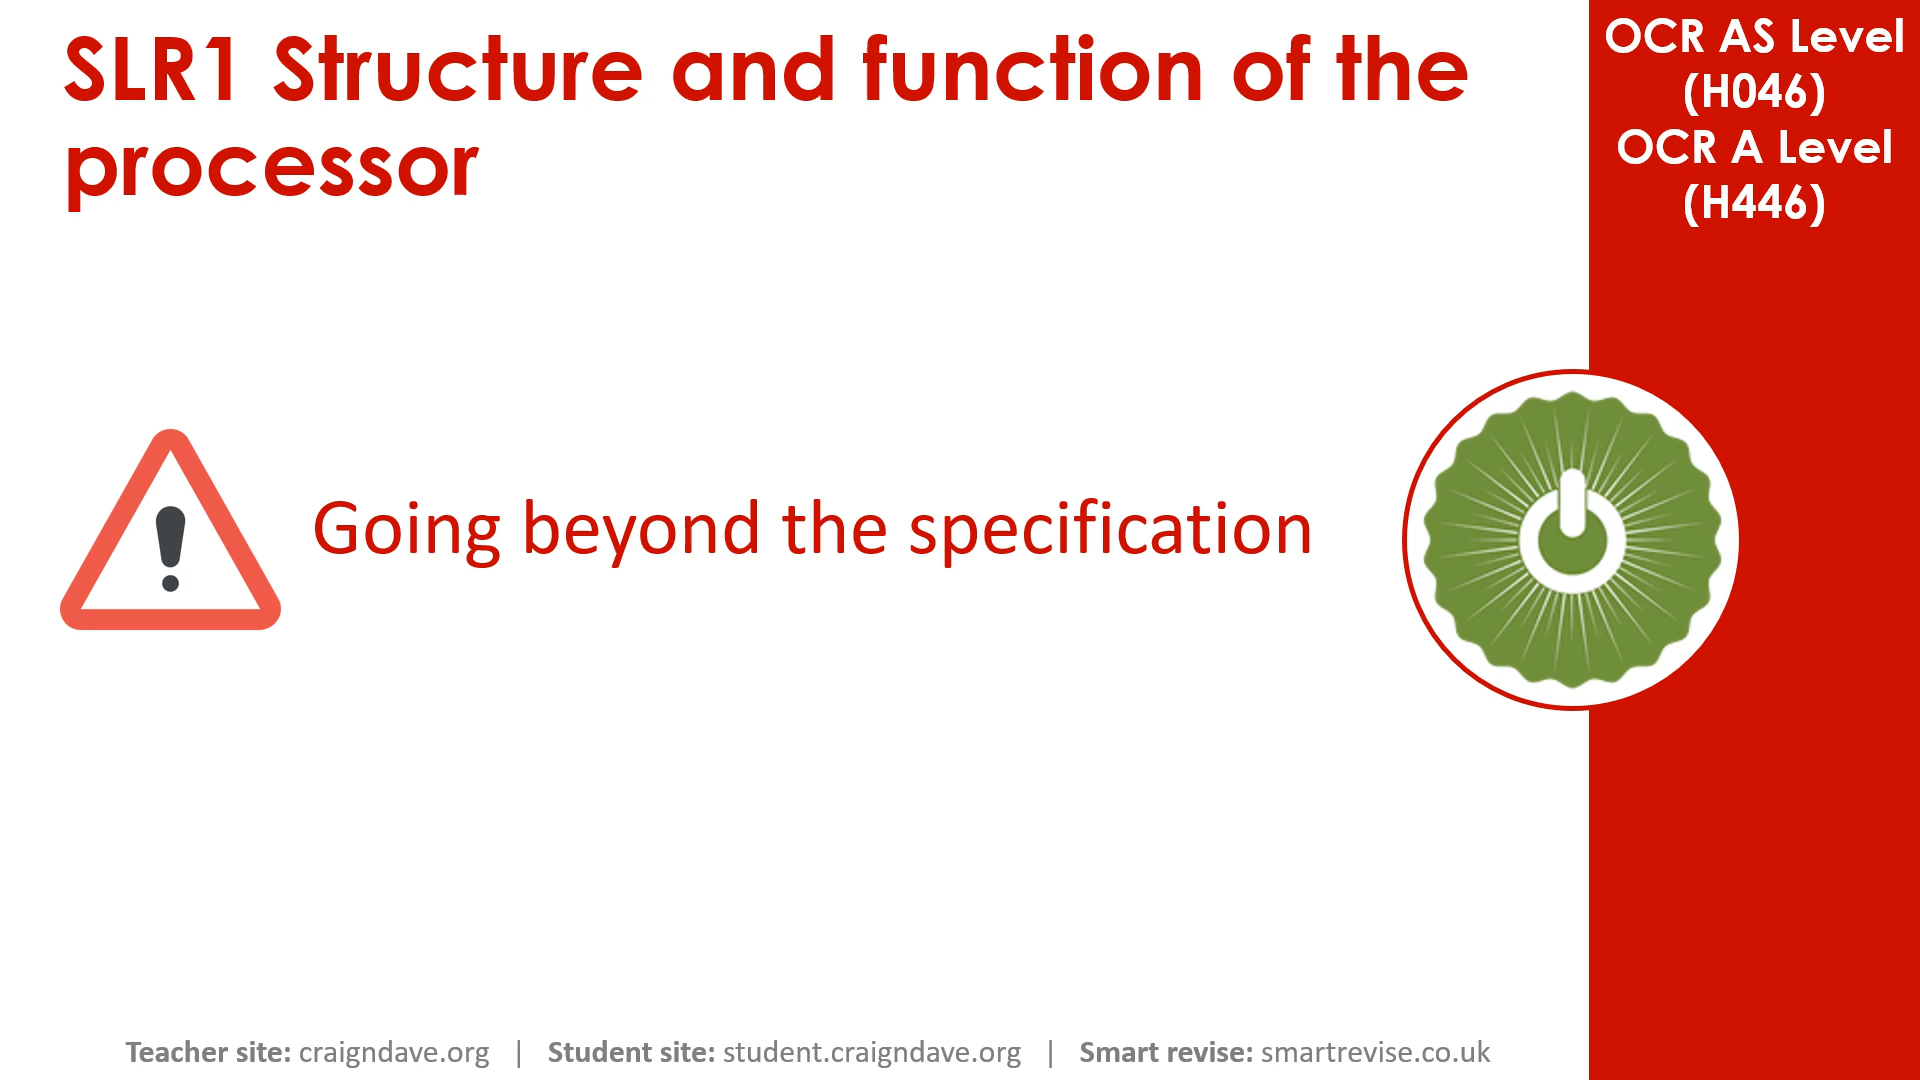 SLR1 Structure and function of the
processor
OCR AS Level
(H046)
OCR A Level
(H446)
Going beyond the specification
Teacher site: craigndave.org | Student site: student.craigndave.org | Smart revise: smartrevise.co.uk